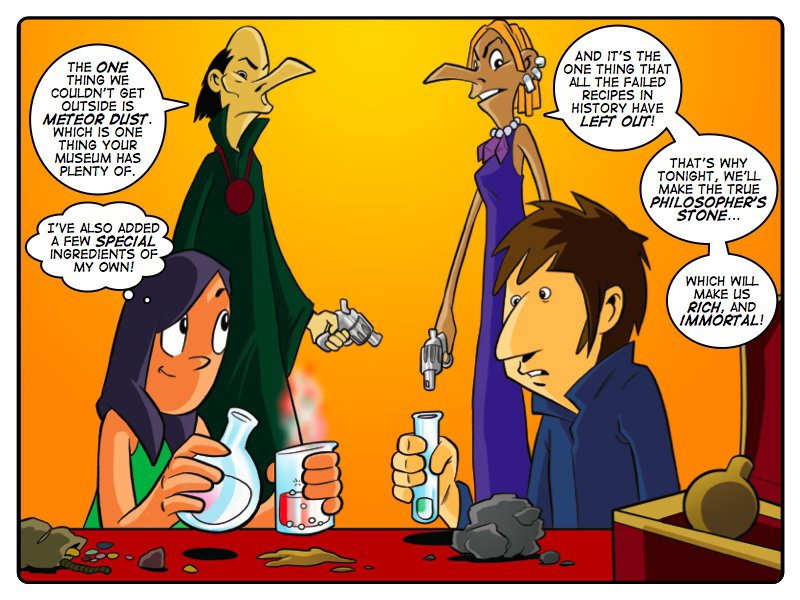 THE ONE
THING WE
COULDN'T GET
OUTSIDE IS
METEOR DUST.
WHICH IS ONE
THING YOUR
MUSEUM HAS
PLENTY OF.
I'VE ALSO ADDED
A FEW SPECIAL
INGREDIENTS OF
MY OWN!
AND IT'S THE
ONE THING THAT
ALL THE FAILED
RECIPES IN
HISTORY HAVE
LEFT OUT!
THAT'S WHY
TONIGHT, WE'LL
MAKE THE TRUE
PHILOSOPHER'S
STONE...
WHICH WILL
MAKE US
RICH, AND
IMMORTAL!